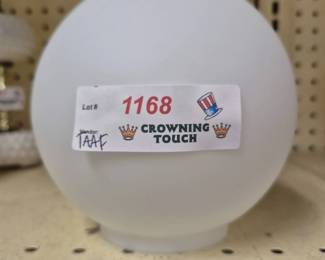 Lot # 1168
Vendor:
TAAF
CROWNING
TOUCH